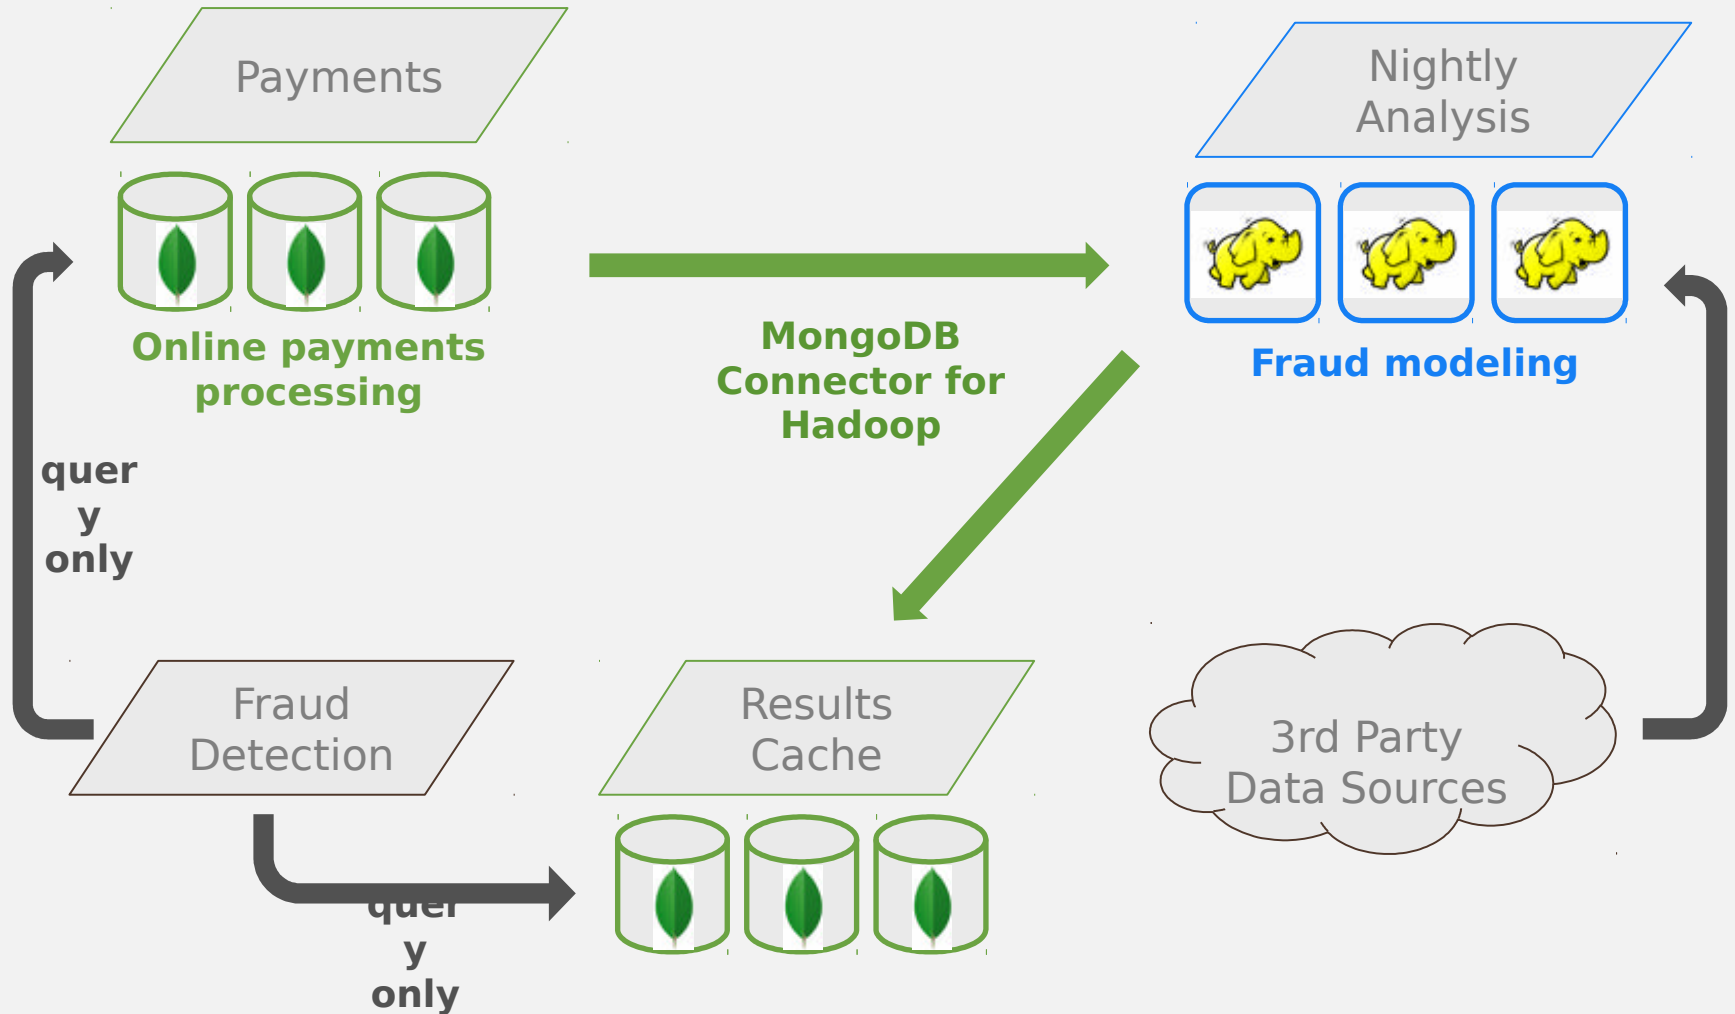 Payments
Nightly
Analysis
Online payments
processing
MongoDB
Connector for
Hadoop
Fraud modeling
quer
y
only
Fraud
Detection
Results
Cache
3rd Party
Data Sources
quer
y
only